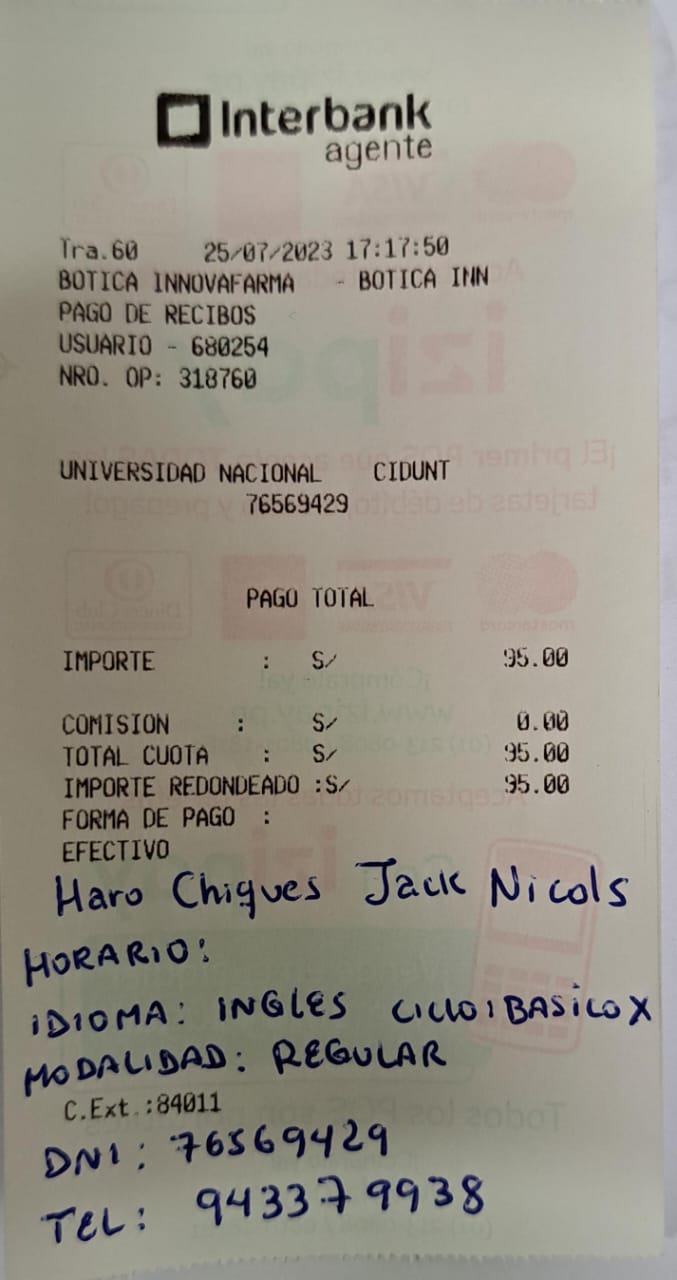 Interbank
agente
Tra.60 25/07/2023 17:17:50
BOTICA INNOVAFARMA - BOTICA INN
PAGO DE RECIBOS
USUARIO - 680254
NRO. OP: 318760
UNIVERSIDAD NACIONAL CIDUNT
76569429
PAGO TOTAL
IMPORTE : S/ 95.00
COMISION : S/ 0.00
TOTAL CUOTA : S/ 95.00
IMPORTE REDONDEADO :S/ 95.00
FORMA DE PAGO :
EFECTIVO
Haro Chiques Jack Nicols
HORARIO:
IDIOMA: INGLES CICLO: BASICO X
MODALIDAD: REGULAR
C.Ext.:84011
DNI: 76569429
TEL: 943379938